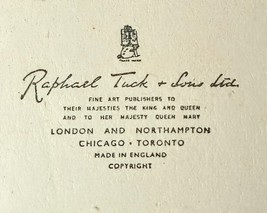 Raphael Tuck & Sons Ltd.
FINE ART PUBLISHERS TO
THEIR MAJESTIES THE KING AND QUEEN
AND TO HER MAJESTY QUEEN MARY
LONDON AND NORTHAMPTON
CHICAGO • TORONTO
MADE IN ENGLAND
COPYRIGHT